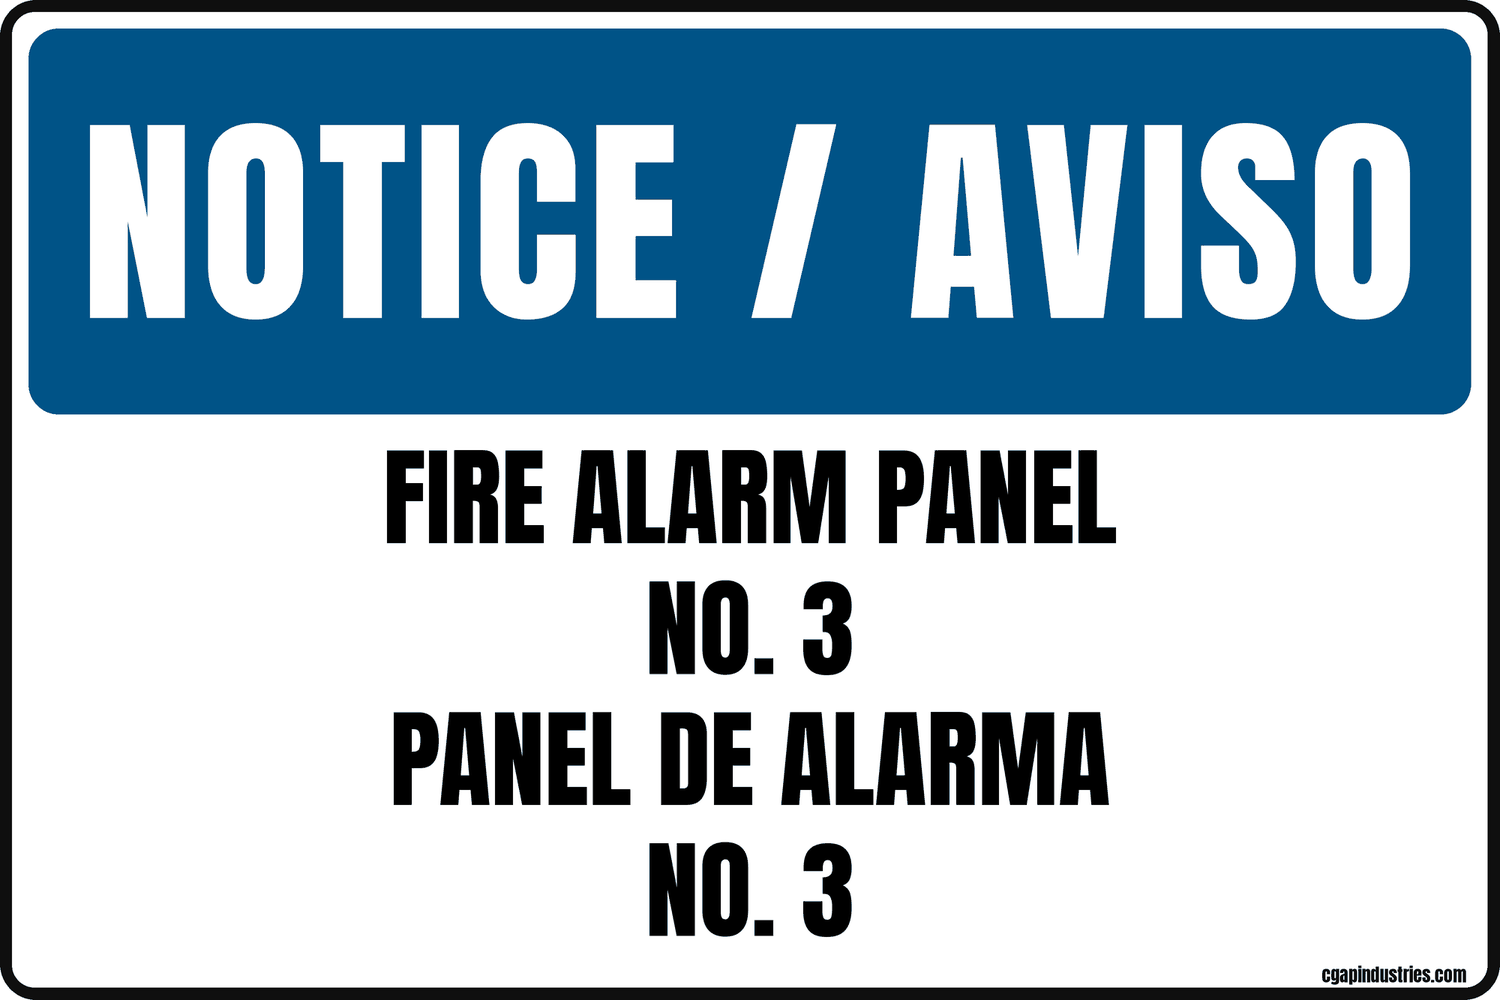 NOTICE / AVISO
FIRE ALARM PANEL
NO. 3
PANEL DE ALARMA
NO. 3
cgapindustries.com